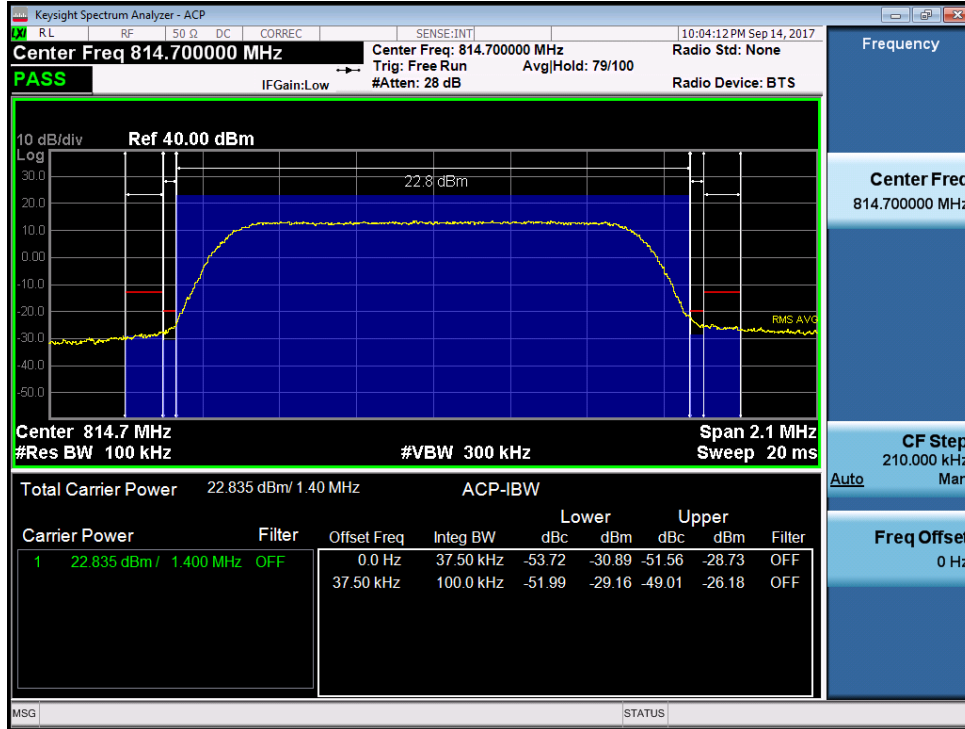 Keysight Spectrum Analyzer - ACP
LXI RL RF 50 Ω DC CORREC SENSE:INT 10:04:12 PM Sep 14, 2017
Center Freq 814.700000 MHz Center Freq: 814.700000 MHz Radio Std: None
Trig: Free Run Avg|Hold: 79/100
PASS IFGain:Low #Atten: 28 dB Radio Device: BTS
10 dB/div Ref 40.00 dBm
Log
30.0
22.8 dBm
20.0
10.0
0.00
-10.0
-20.0
RMS AVG
-30.0
-40.0
-50.0
Center 814.7 MHz Span 2.1 MHz
#Res BW 100 kHz #VBW 300 kHz Sweep 20 ms
Total Carrier Power 22.835 dBm/ 1.40 MHz ACP-IBW
Lower Upper
Carrier Power Filter Offset Freq Integ BW dBc dBm dBc dBm Filter
1 22.835 dBm / 1.400 MHz OFF 0.0 Hz 37.50 kHz -53.72 -30.89 -51.56 -28.73 OFF
37.50 kHz 100.0 kHz -51.99 -29.16 -49.01 -26.18 OFF
MSG STATUS
Frequency
Center Freq
814.700000 MHz
CF Step
210.000 kHz
Auto Man
Freq Offset
0 Hz